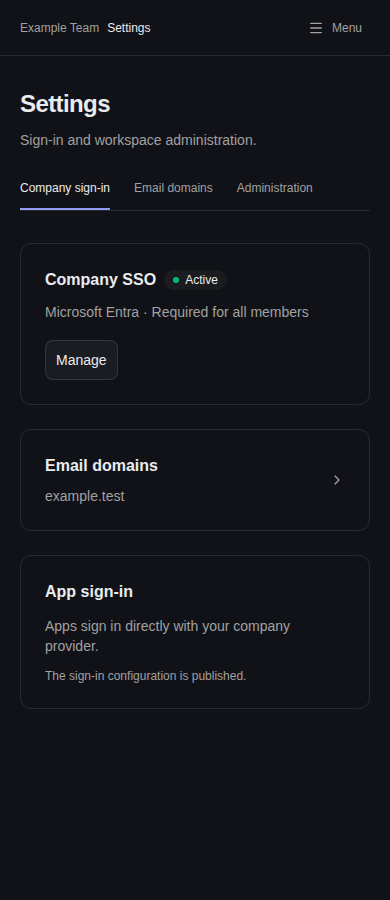 Example Team Settings Menu
Settings
Sign-in and workspace administration.
Company sign-in Email domains Administration
Company SSO Active
Microsoft Entra · Required for all members
Manage
Email domains
example.test
App sign-in
Apps sign in directly with your company
provider.
The sign-in configuration is published.